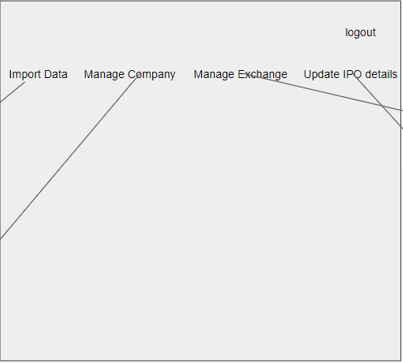 logout
Import Data Manage Company Manage Exchange Update IPO details